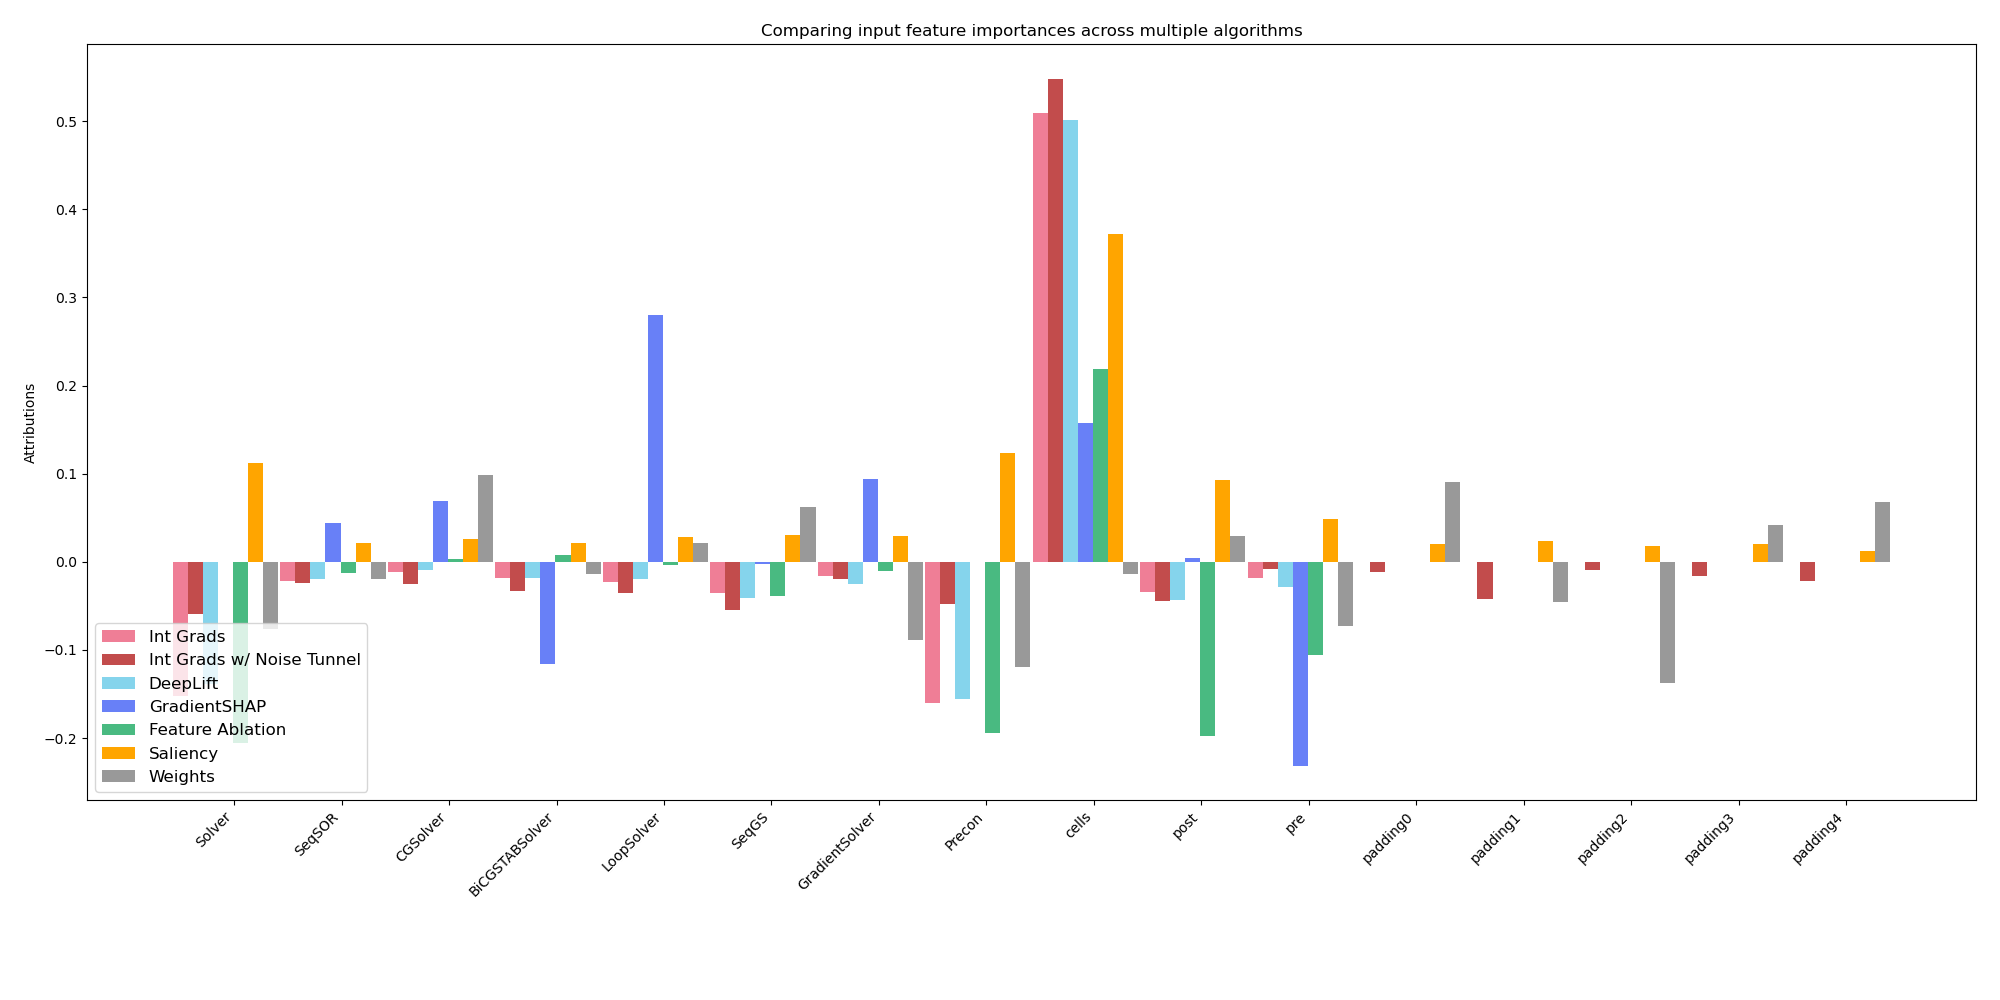 Comparing input feature importances across multiple algorithms
Attributions
0.5
0.4
0.3
0.2
0.1
0.0
−0.1
−0.2
Int Grads
Int Grads w/ Noise Tunnel
DeepLift
GradientSHAP
Feature Ablation
Saliency
Weights
Solver
SeqSOR
CGSolver
BiCGSTABSolver
LoopSolver
SeqGS
GradientSolver
Precon
cells
post
pre
padding0
padding1
padding2
padding3
padding4